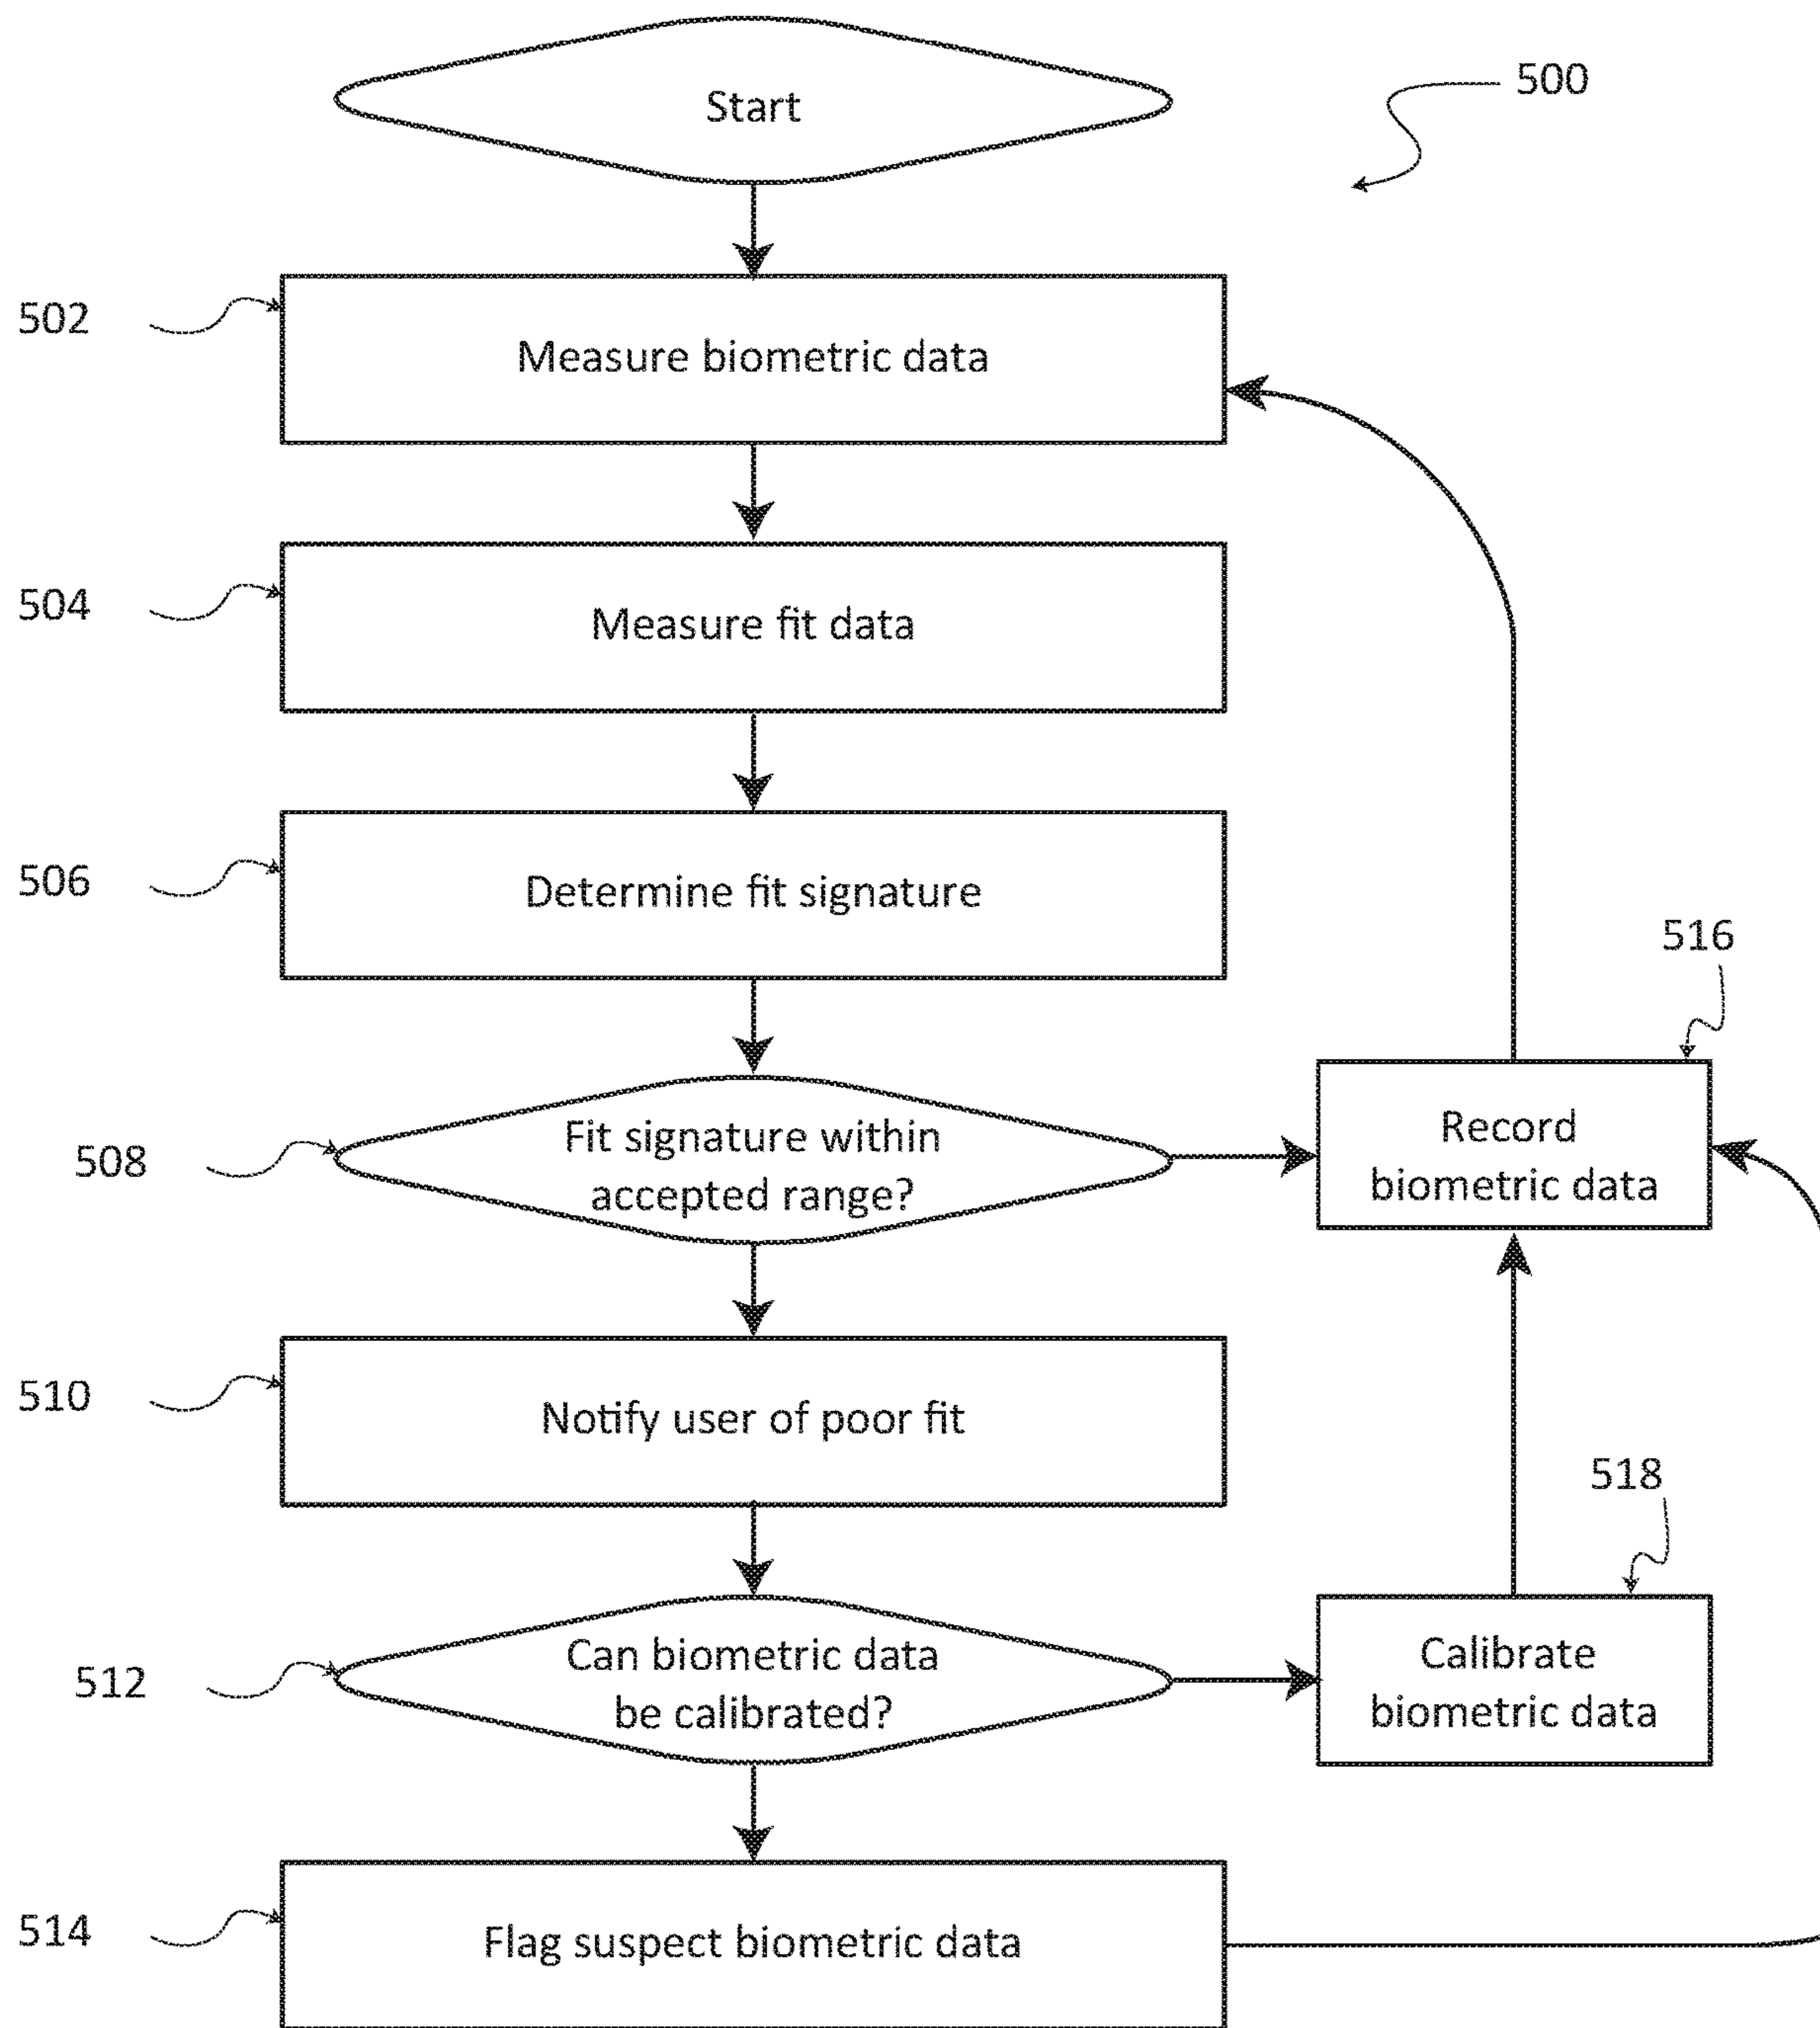 Start
500
502
Measure biometric data
504
Measure fit data
506
Determine fit signature
516
508
Fit signature within
accepted range?
Record
biometric data
510
Notify user of poor fit
518
512
Can biometric data
be calibrated?
Calibrate
biometric data
514
Flag suspect biometric data